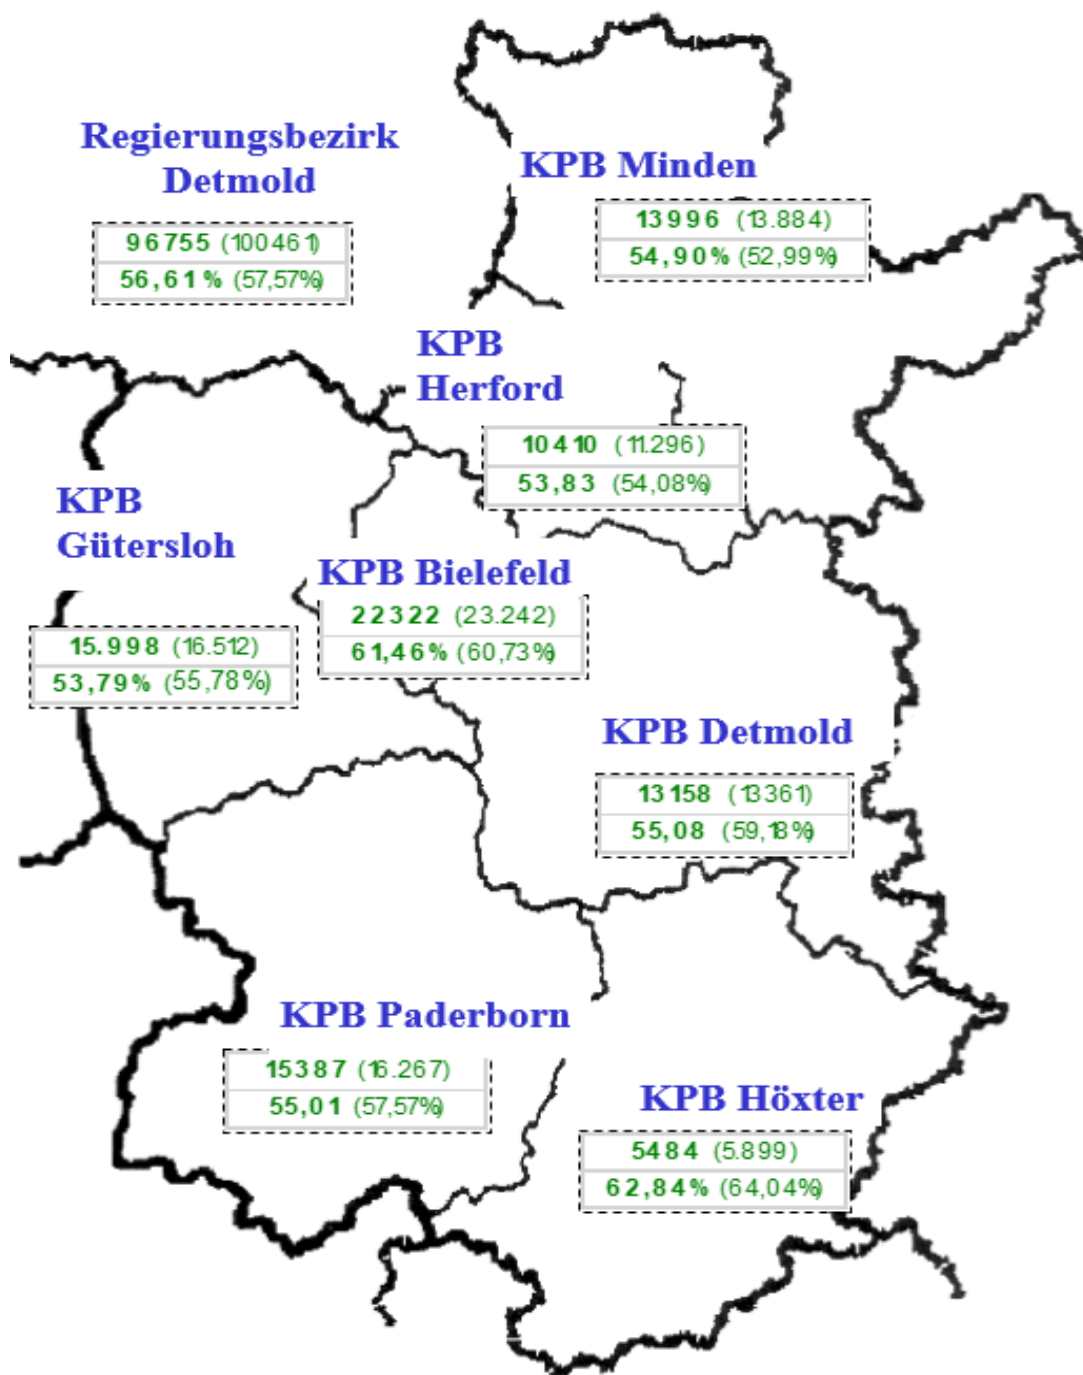 Regierungsbezirk
Detmold
96755 (100461)
56,61% (57,57%)
KPB Minden
13996 (13.884)
54,90% (52,99%)
KPB
Herford
10410 (11.296)
53,83 (54,08%)
KPB
Gütersloh
15.998 (16.512)
53,79% (55,78%)
KPB Bielefeld
22322 (23.242)
61,46% (60,73%)
KPB Detmold
13158 (13361)
55,08 (59,18%)
KPB Paderborn
15387 (16.267)
55,01 (57,57%)
KPB Höxter
5484 (5.899)
62,84% (64,04%)